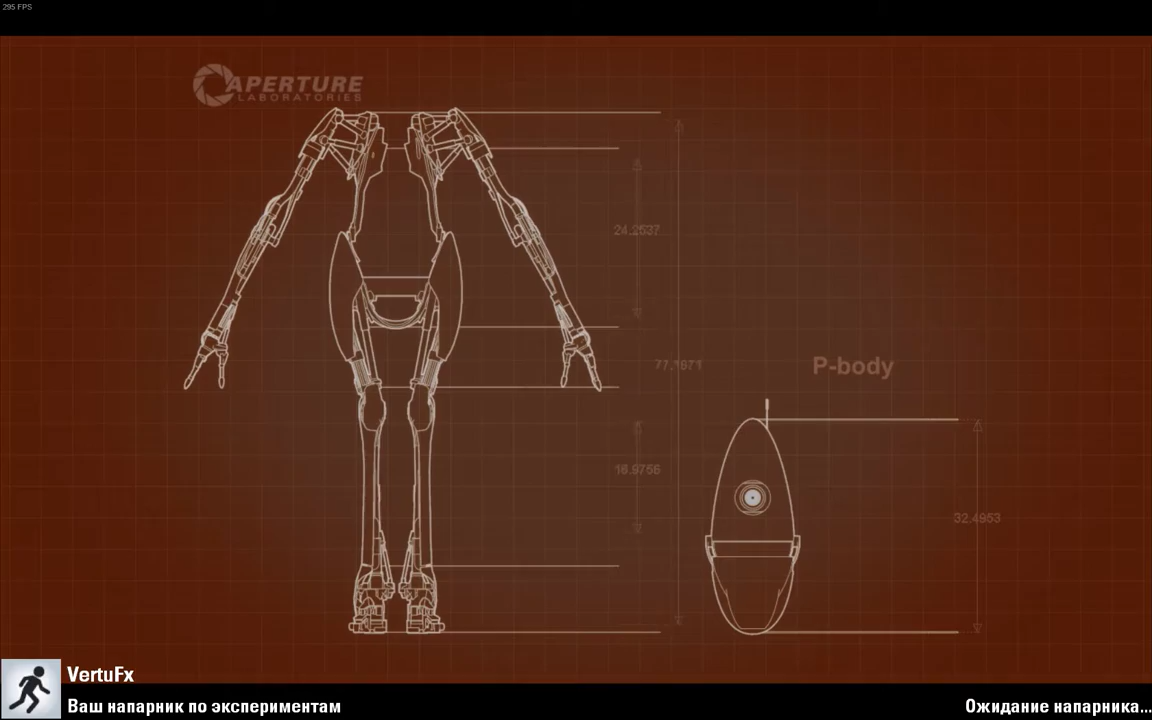 295 FPS
APERTURE
LABORATORIES
24.2537
77.1971
P-body
16.9756
32.4953
VertuFx
Ваш напарник по экспериментам
Ожидание напарника...